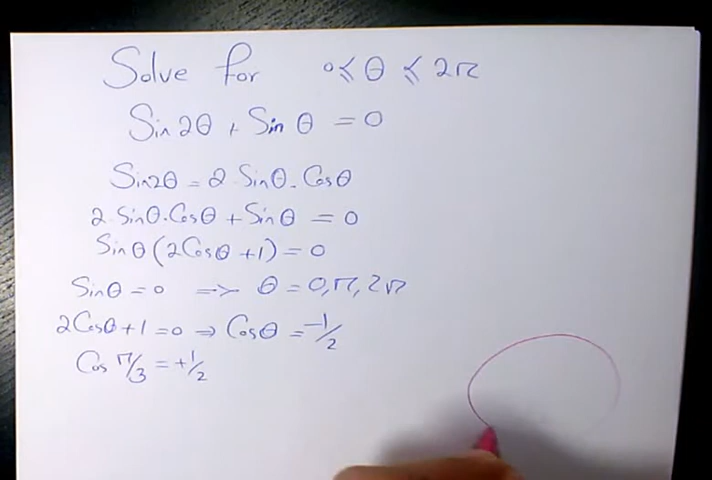 Solve for 0 ≤ θ ≤ 2π
Sin 2θ + Sin θ = 0
Sin2θ = 2 Sinθ . Cosθ
2 Sinθ.Cosθ + Sinθ = 0
Sinθ (2Cosθ + 1) = 0
Sinθ = 0 => θ = 0, π, 2π
2Cosθ + 1 = 0 → Cosθ = -1/2
Cos π/3 = +1/2